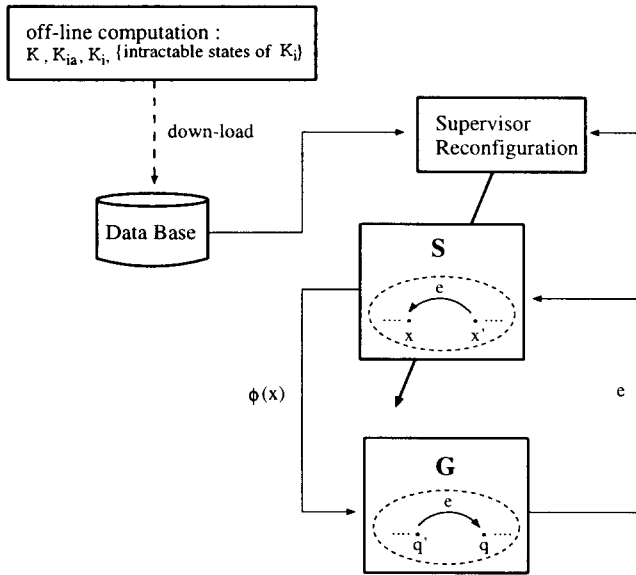 off-line computation :
K , K_ia, K_i, {intractable states of K_i}
down-load
Supervisor
Reconfiguration
Data Base
S
e
x x'
ϕ(x)
e
G
e
q' q